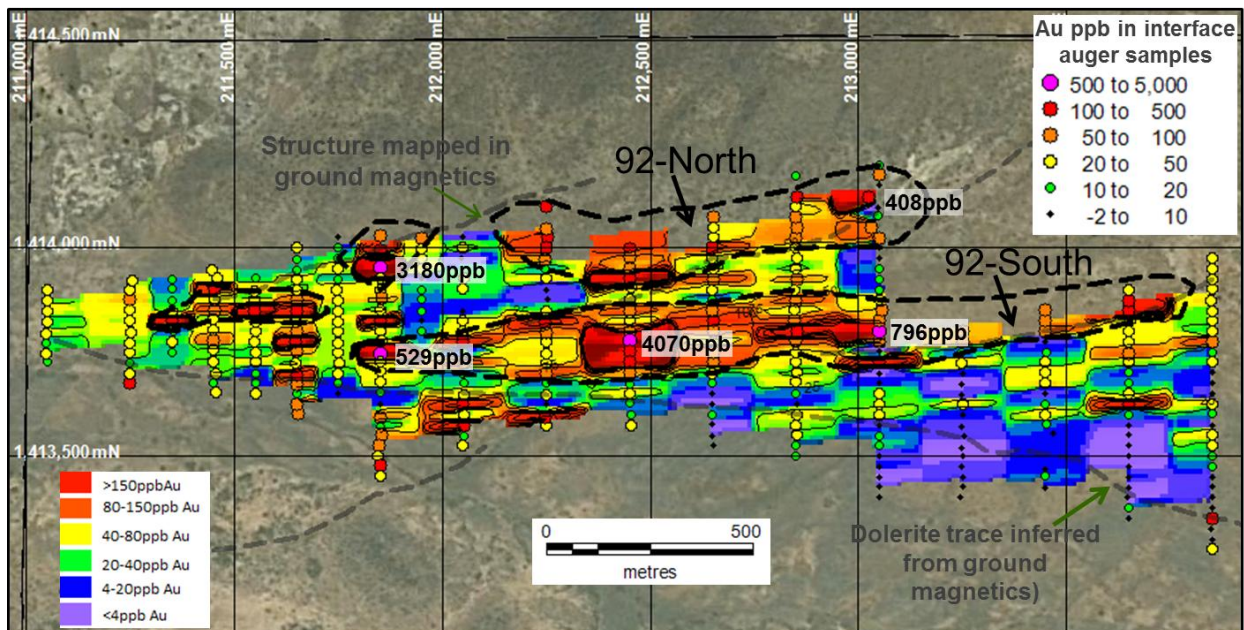 1,414,500 mN
211,000 mE
211,500 mE
212,000 mE
212,500 mE
213,000 mE
Au ppb in interface
auger samples
500 to 5,000
100 to 500
50 to 100
20 to 50
10 to 20
-2 to 10
Structure mapped in
ground magnetics
92-North
408ppb
1,414,000 mN
3180ppb
92-South
529ppb
4070ppb
796ppb
1,413,500 mN
>150ppbAu
80-150ppb Au
40-80ppb Au
20-40ppb Au
4-20ppb Au
<4ppb Au
0 500
metres
Dolerite trace inferred
from ground
magnetics)